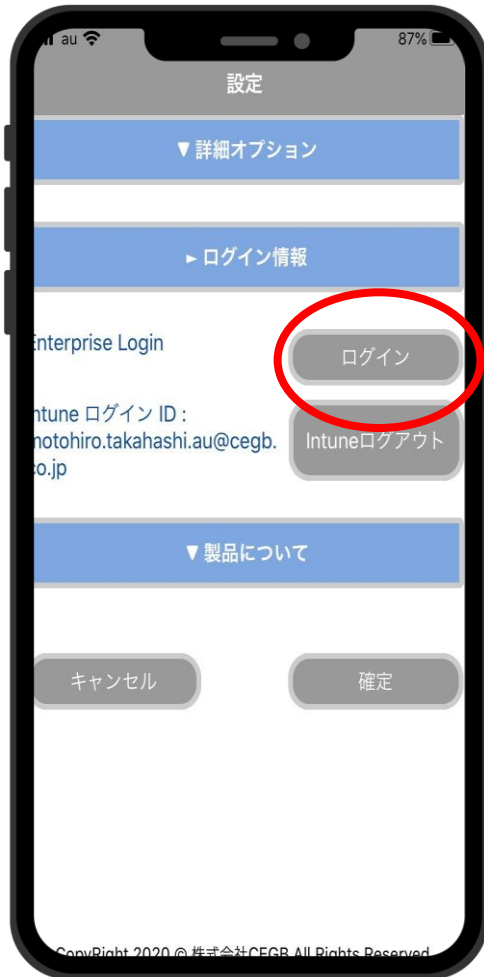 au 87%
設定
▼詳細オプション
►ログイン情報
Enterprise Login
ログイン
Intune ログイン ID :
motohiro.takahashi.au@cegb.
co.jp
Intuneログアウト
▼製品について
キャンセル
確定
CopyRight 2020 © 株式会社CEGB All Rights Reserved